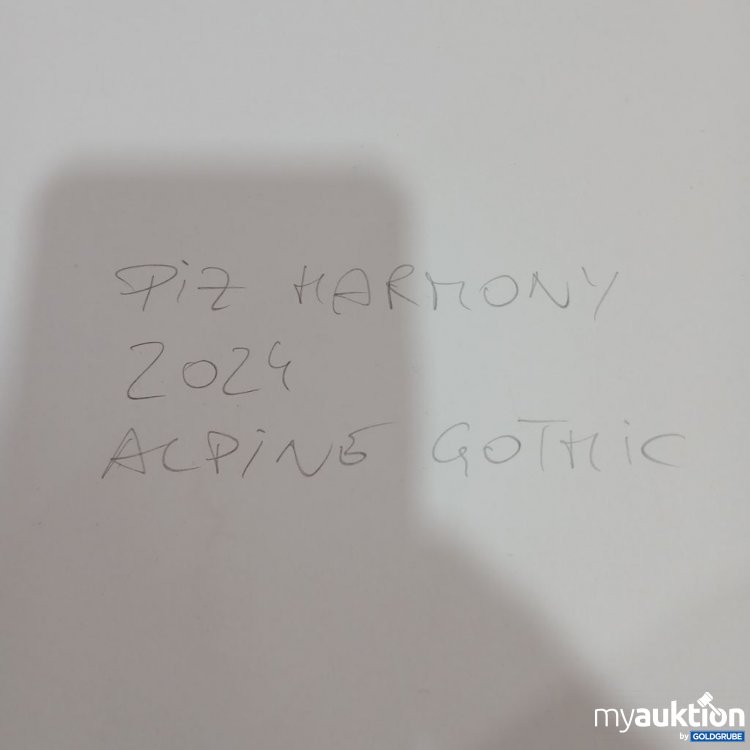 PiZ HARMONY
2024
ALPiNE GOTHiC
myauktion
by GOLDGRUBE